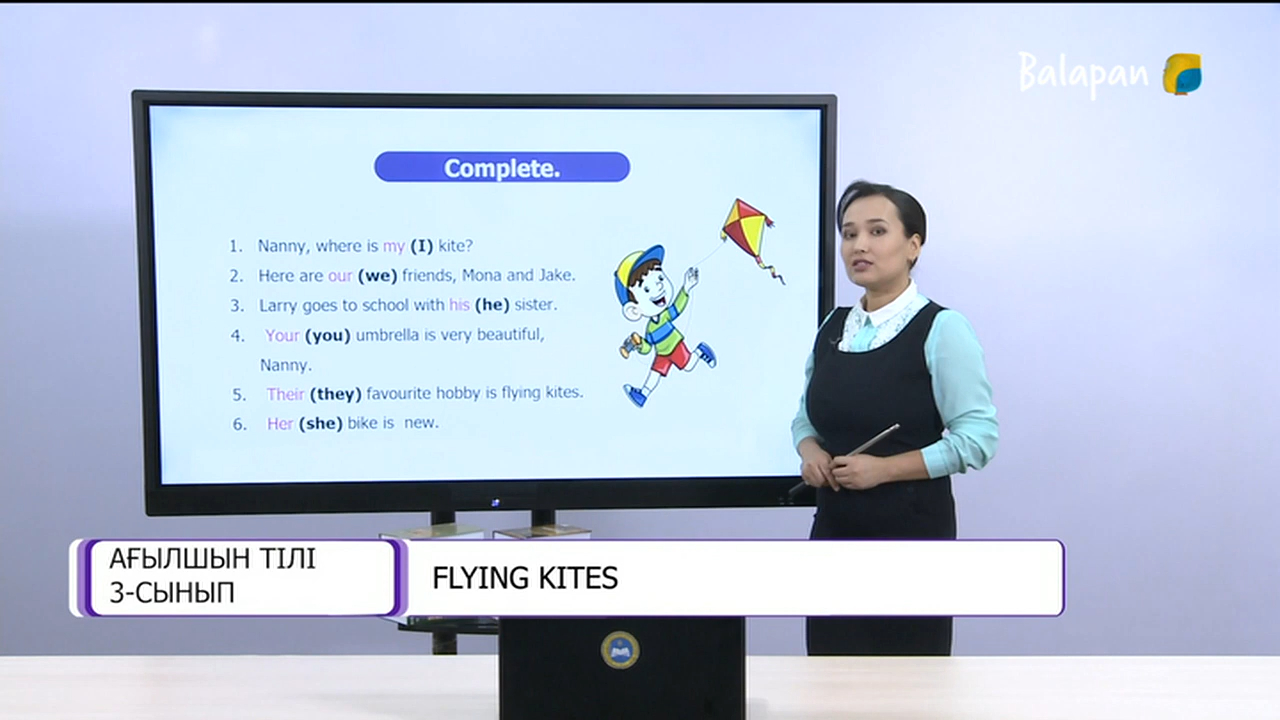 Balapan
Complete.
1. Nanny, where is my (I) kite?
2. Here are our (we) friends, Mona and Jake.
3. Larry goes to school with his (he) sister.
4. Your (you) umbrella is very beautiful,
Nanny.
5. Their (they) favourite hobby is flying kites.
6. Her (she) bike is new.
АҒЫЛШЫН ТІЛІ
3-СЫНЫП
FLYING KITES